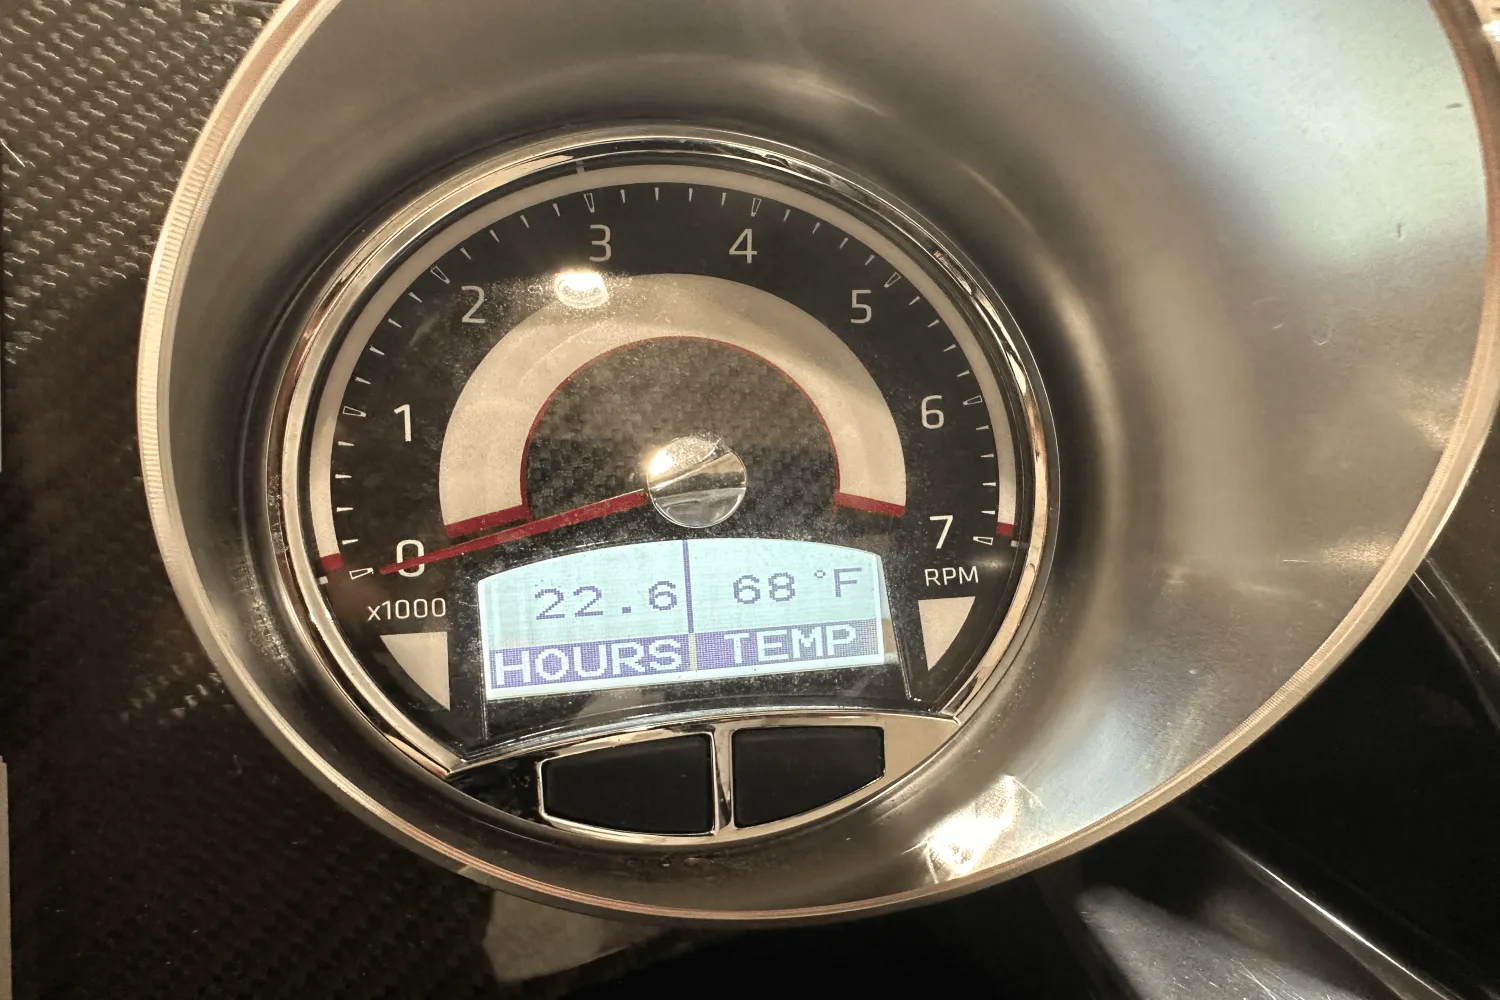 0 1 2 3 4 5 6 7
x1000 RPM
22.6 68°F
HOURS TEMP